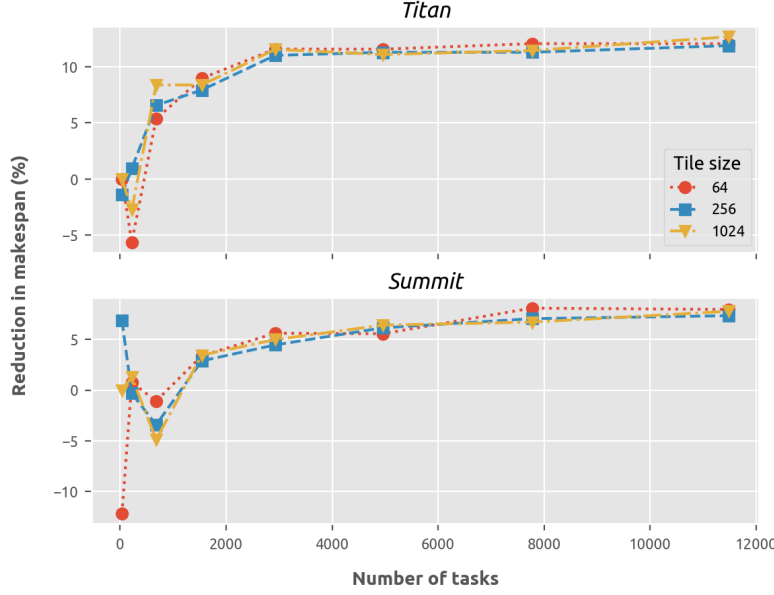 Titan
10
5
0
−5
Tile size
64
256
1024
Reduction in makespan (%)
Summit
5
0
−5
−10
0 2000 4000 6000 8000 10000 12000
Number of tasks